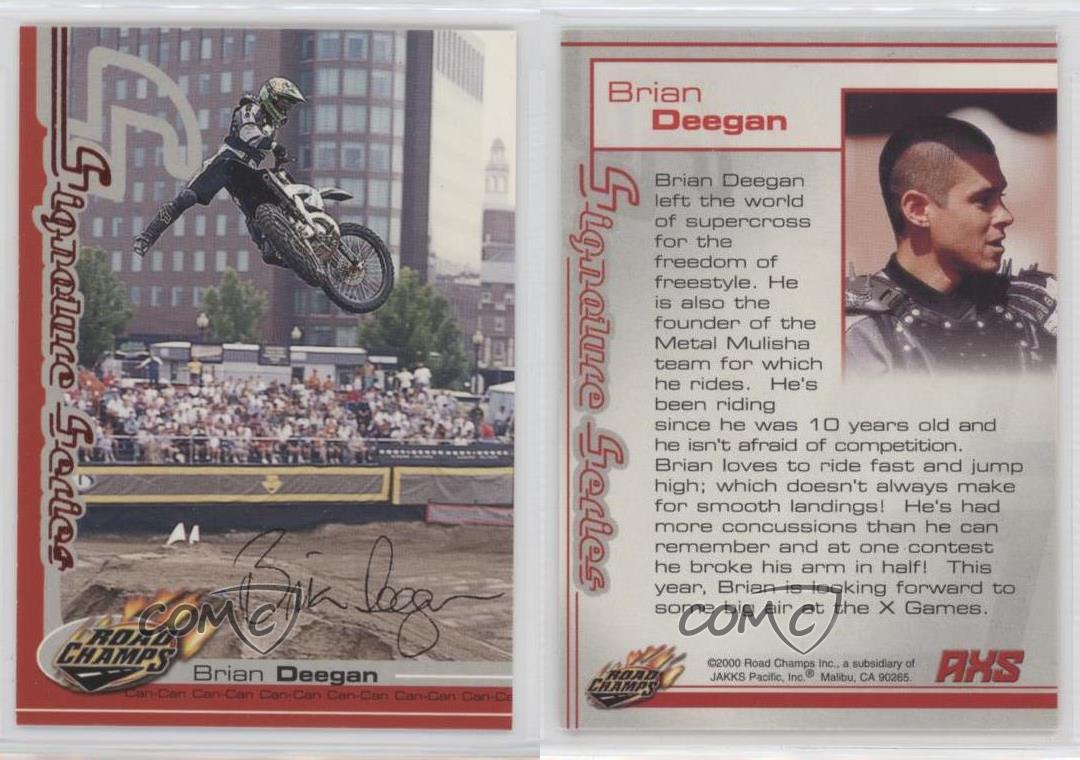 Signature Series
Brian Deegan
ROAD
CHAMPS
Brian Deegan
Can-Can Can-Can Can-Can Can-Can Can-Can Can-Ca
COMC
Brian
Deegan
Signature Series
Brian Deegan
left the world
of supercross
for the
freedom of
freestyle. He
is also the
founder of the
Metal Mulisha
team for which
he rides. He's
been riding
since he was 10 years old and
he isn't afraid of competition.
Brian loves to ride fast and jump
high; which doesn't always make
for smooth landings! He's had
more concussions than he can
remember and at one contest
he broke his arm in half! This
year, Brian is looking forward to
some big air at the X Games.
COMC
ROAD
CHAMPS
©2000 Road Champs Inc., a subsidiary of
JAKKS Pacific, Inc.® Malibu, CA 90265.
AXS